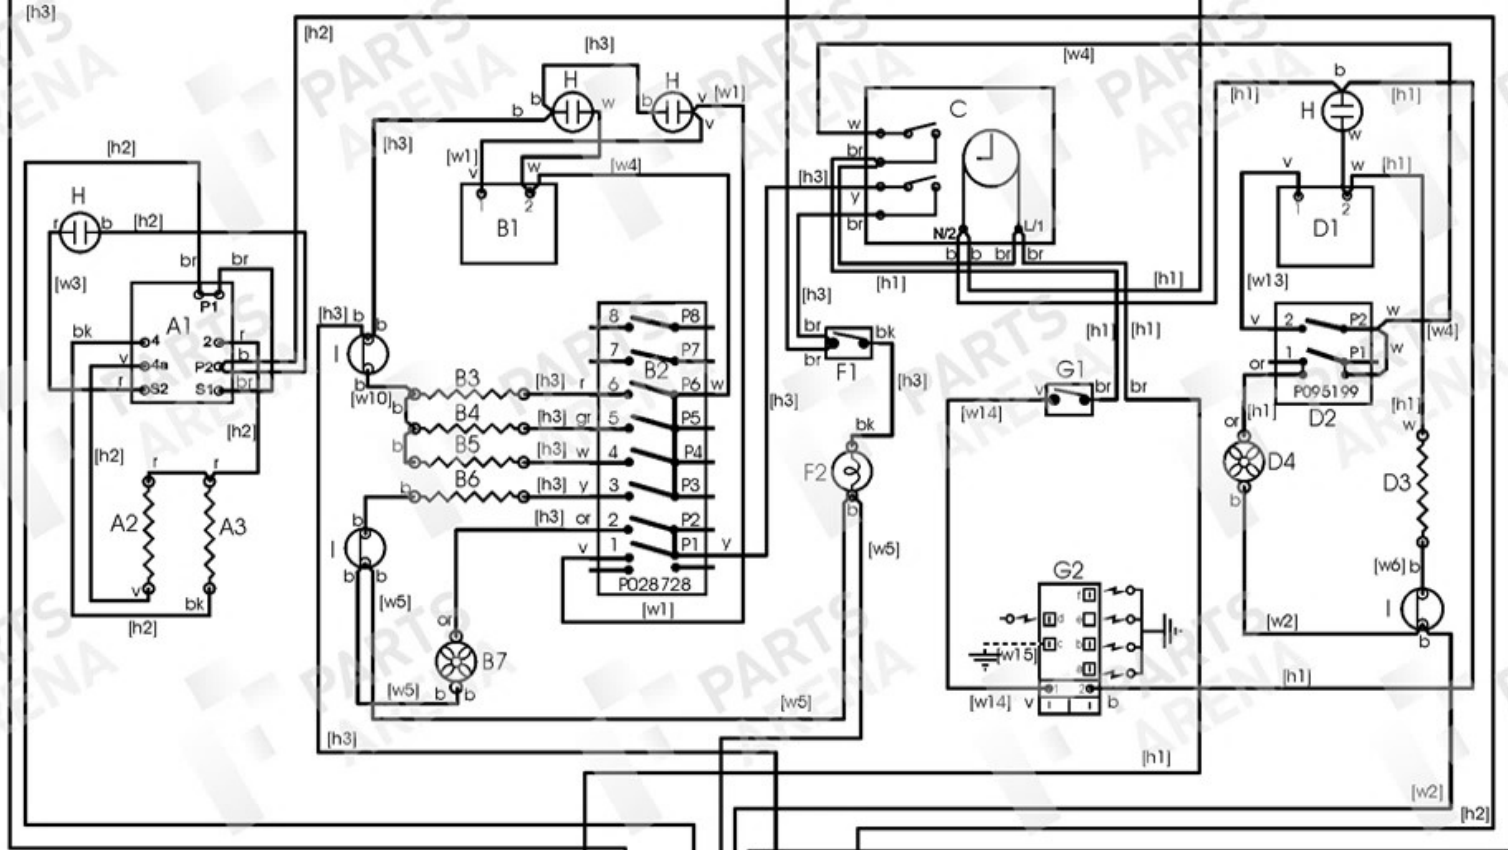 [h3]
[h2]
[h3]
[w4]
H
H
b
w
b
v
[w1]
b
[h3]
v
C
b
[h1]
H
[h1]
w
w
br
[h2]
[w1]
v
w
[w4]
1
2
B1
[h3]
y
br
N/2
L/1
b
b
br
br
[h1]
[h1]
v
w
[h1]
1
2
D1
[w13]
H
r
b
[h2]
[w3]
br
br
P1
A1
bk
4
2
r
v
4a
P2
b
r
S2
S1
br
[h2]
[h2]
r
r
A2
A3
v
bk
[h2]
[h3]
b
b
I
b
[w10]
b
b
B3
[h3]
r
B4
[h3]
gr
B5
[h3]
w
B6
[h3]
y
b
[h3]
or
v
8
P8
7
P7
B2
6
P6
w
5
P5
4
P4
3
P3
2
P2
1
P1
y
P028728
[w1]
b
I
b
b
[w5]
or
B7
b
b
[w5]
[h3]
[h3]
br
bk
br
F1
[h3]
[h3]
bk
F2
b
[w5]
[w5]
[h1]
[h1]
G1
v
br
br
[w14]
G2
f
d
e
c
b
a
[w15]
1
2
[w14]
v
b
[h1]
[h1]
v
2
P2
w
[w4]
or
1
P1
w
P095199
D2
[h1]
[h1]
or
w
D4
b
D3
[w6]
b
I
[w2]
b
[w2]
[h2]
PARTS
ARENA